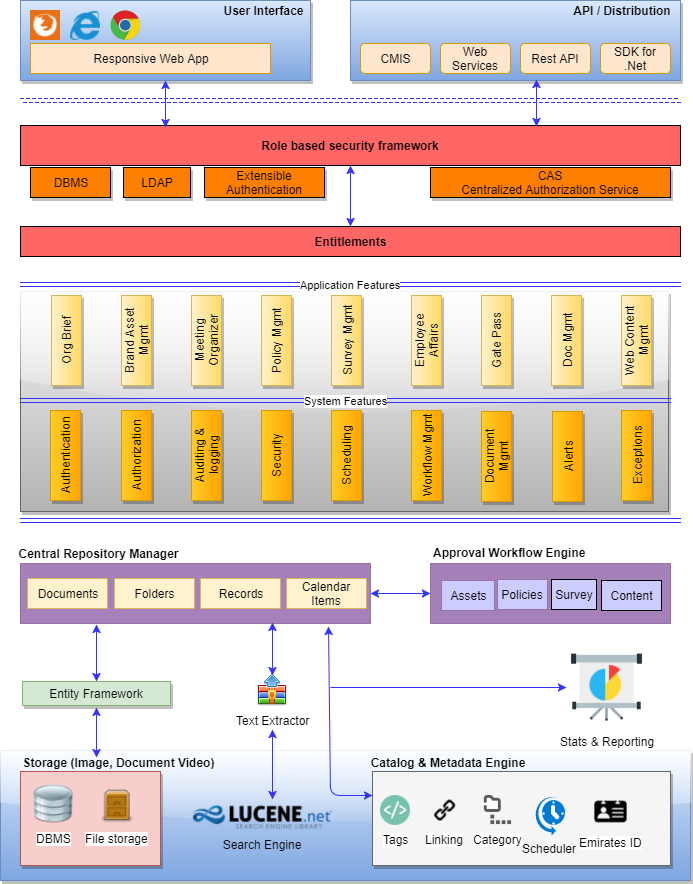 User Interface
Responsive Web App
API / Distribution
CMIS
Web
Services
Rest API
SDK for
.Net
Role based security framework
DBMS
LDAP
Extensible
Authentication
CAS
Centralized Authorization Service
Entitlements
Application Features
Org Brief
Brand Asset
Mgmt
Meeting
Organizer
Policy Mgmt
Survey Mgmt
Employee
Affairs
Gate Pass
Doc Mgmt
Web Content
Mgmt
System Features
Authentication
Authorization
Auditing &
logging
Security
Scheduling
Workflow Mgmt
Document
Mgmt
Alerts
Exceptions
Central Repository Manager
Documents
Folders
Records
Calendar
Items
Approval Workflow Engine
Assets
Policies
Survey
Content
Entity Framework
Text Extractor
Stats & Reporting
Storage (Image, Document Video)
DBMS
File storage
LUCENE.net
SEARCH ENGINE LIBRARY
Search Engine
Catalog & Metadata Engine
Tags
Linking
Category
Scheduler
Emirates ID